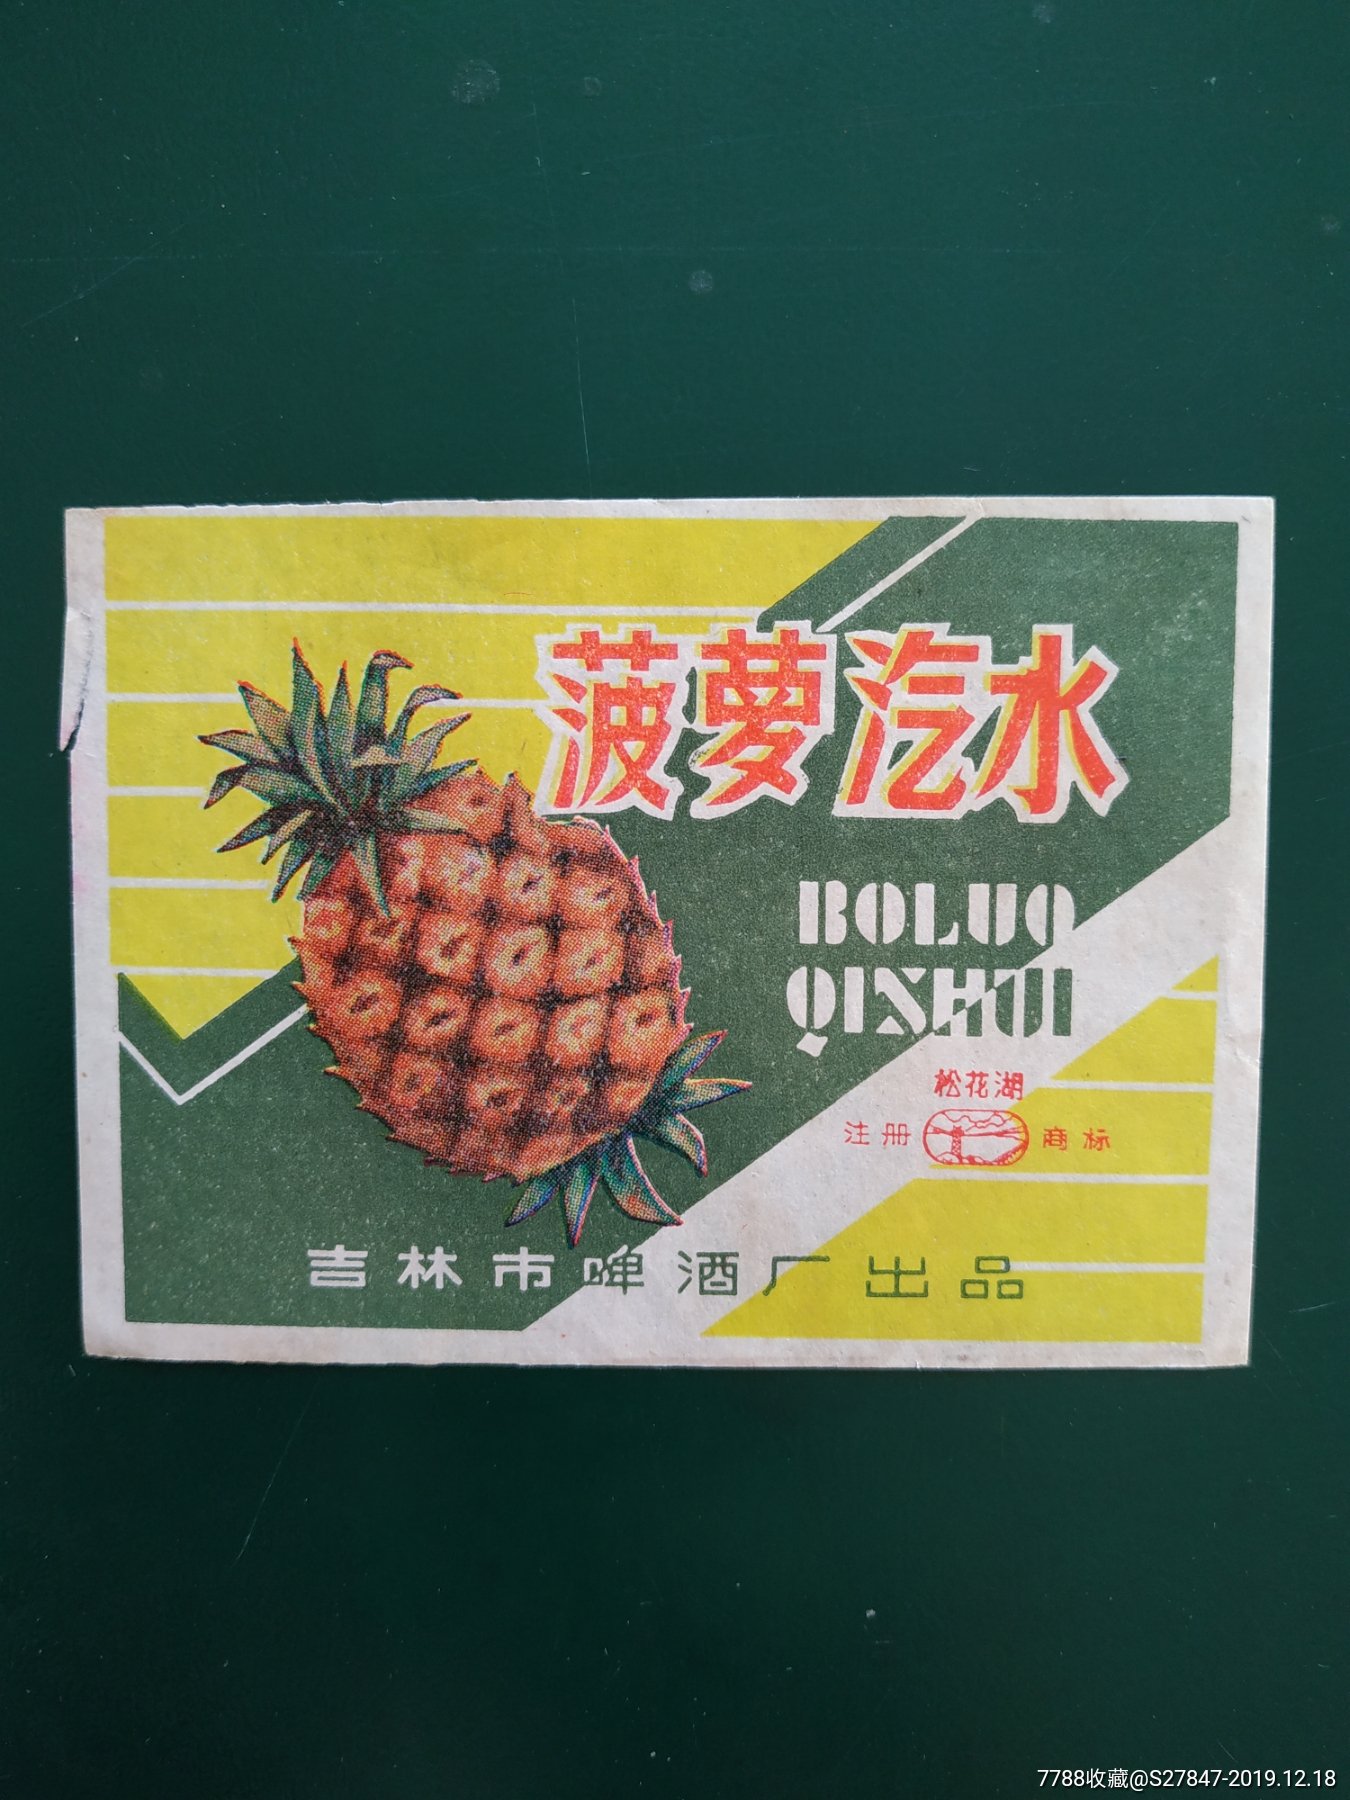 菠萝汽水
BOLUO
QISHUI
松花湖
注册 商标
吉林市啤酒厂出品
7788收藏@S27847-2019.12.18